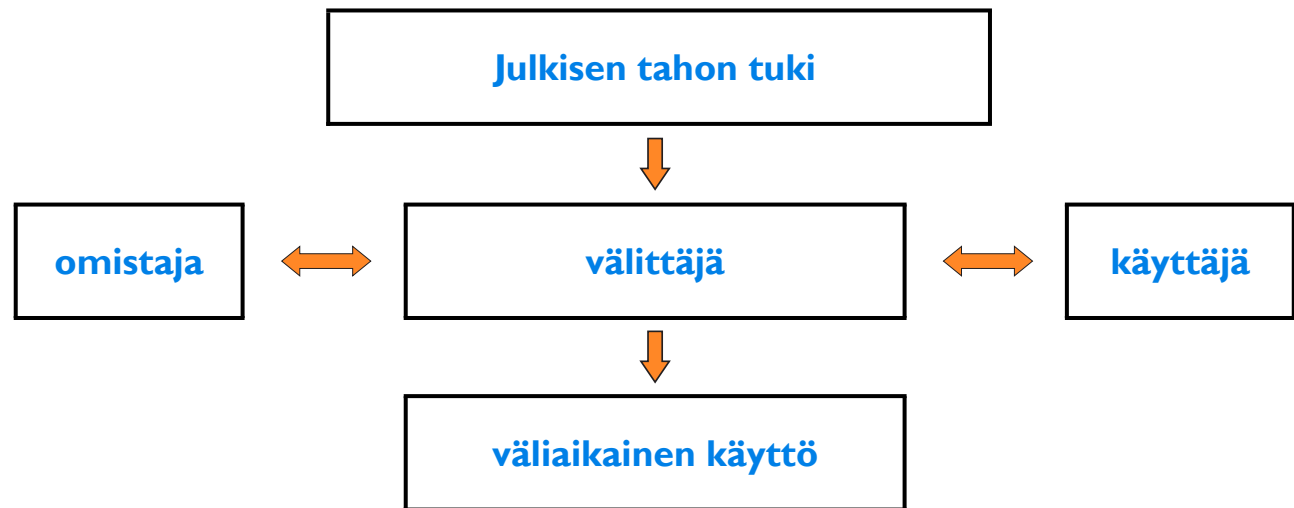 Julkisen tahon tuki
omistaja
välittäjä
käyttäjä
väliaikainen käyttö